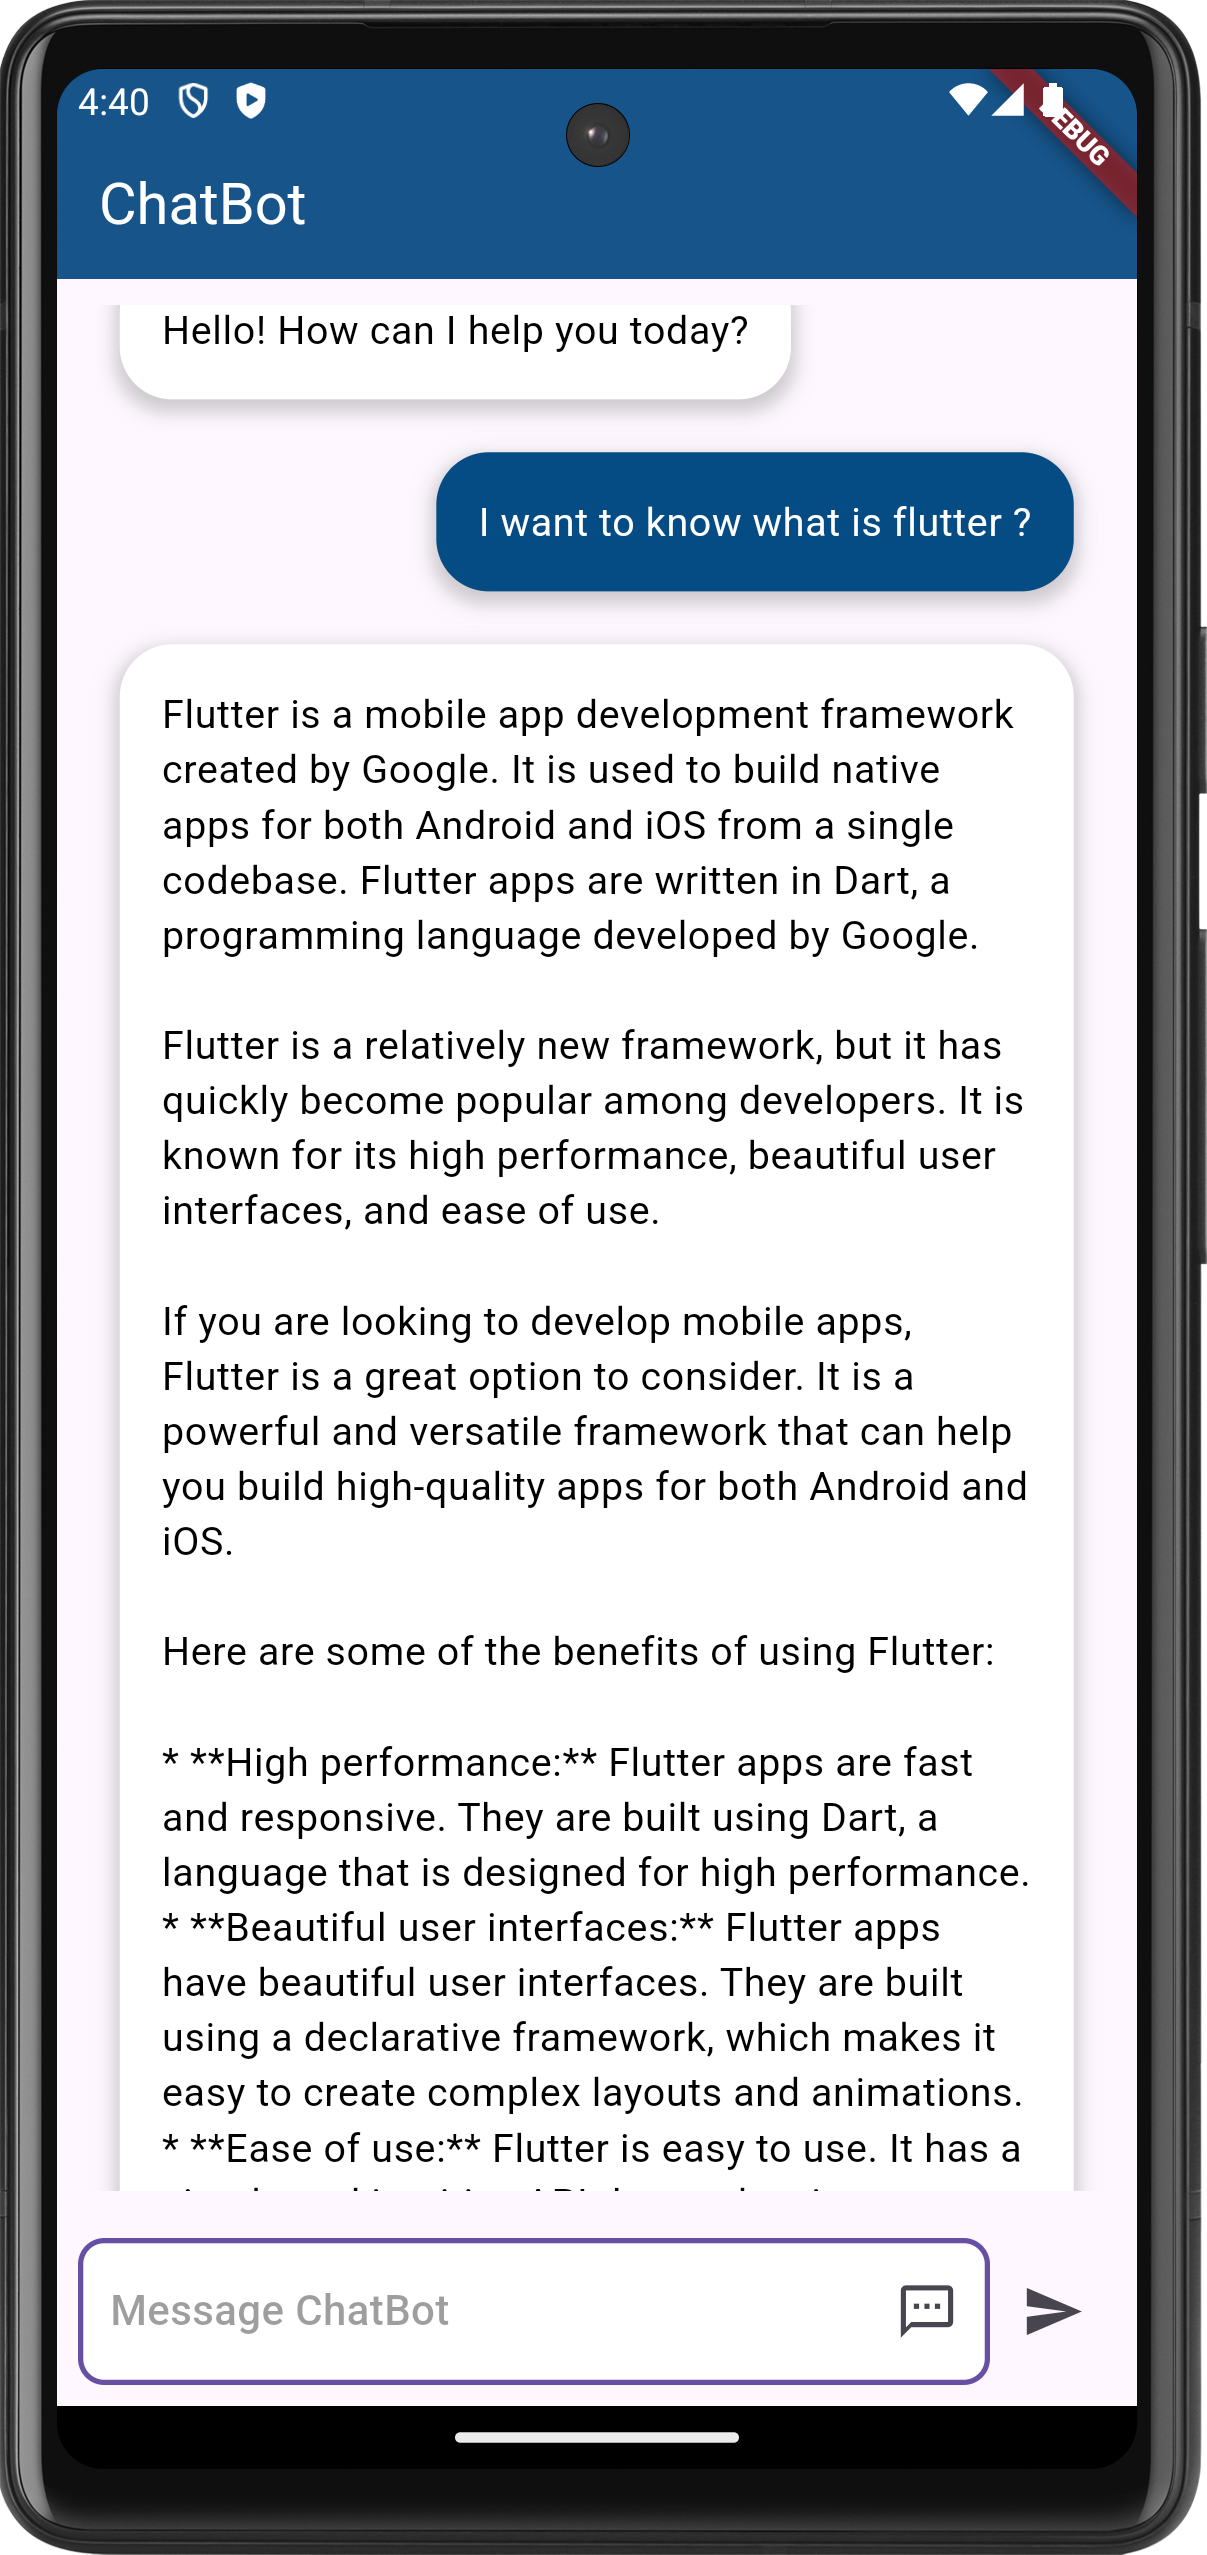 4:40
EBUG
ChatBot
Hello! How can I help you today?
I want to know what is flutter ?
Flutter is a mobile app development framework
created by Google. It is used to build native
apps for both Android and iOS from a single
codebase. Flutter apps are written in Dart, a
programming language developed by Google.
Flutter is a relatively new framework, but it has
quickly become popular among developers. It is
known for its high performance, beautiful user
interfaces, and ease of use.
If you are looking to develop mobile apps,
Flutter is a great option to consider. It is a
powerful and versatile framework that can help
you build high-quality apps for both Android and
iOS.
Here are some of the benefits of using Flutter:
* **High performance:** Flutter apps are fast
and responsive. They are built using Dart, a
language that is designed for high performance.
* **Beautiful user interfaces:** Flutter apps
have beautiful user interfaces. They are built
using a declarative framework, which makes it
easy to create complex layouts and animations.
* **Ease of use:** Flutter is easy to use. It has a
Message ChatBot